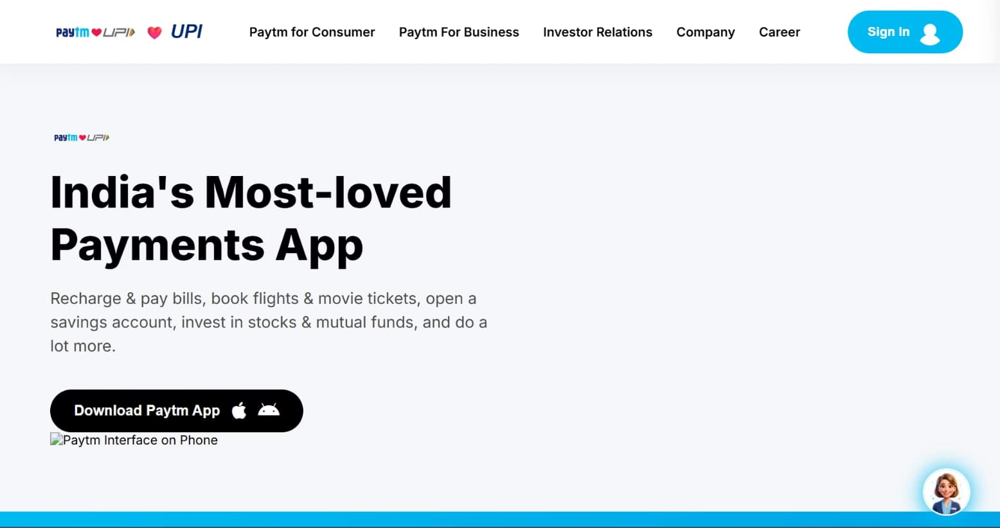 paytm UPI UPI Paytm for Consumer Paytm For Business Investor Relations Company Career Sign In
paytm UPI
India's Most-loved
Payments App
Recharge & pay bills, book flights & movie tickets, open a
savings account, invest in stocks & mutual funds, and do a
lot more.
Download Paytm App
Paytm Interface on Phone